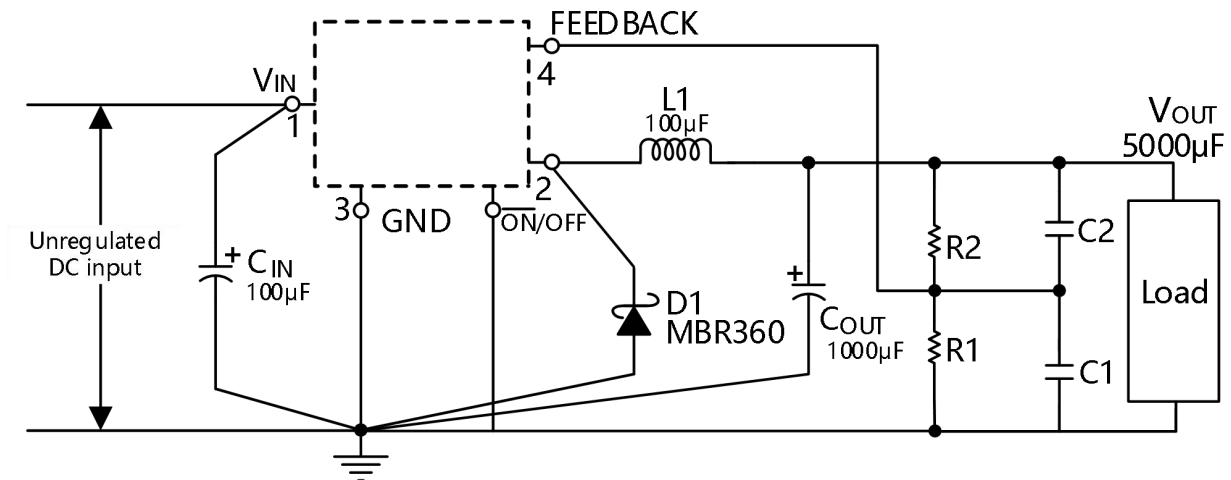 FEEDBACK
4
VIN
1
L1
100µF
VOUT
5000µF
2
3
GND
ON/OFF
Unregulated
DC input
+
CIN
100µF
D1
MBR360
+
COUT
1000µF
R2
C2
R1
C1
Load